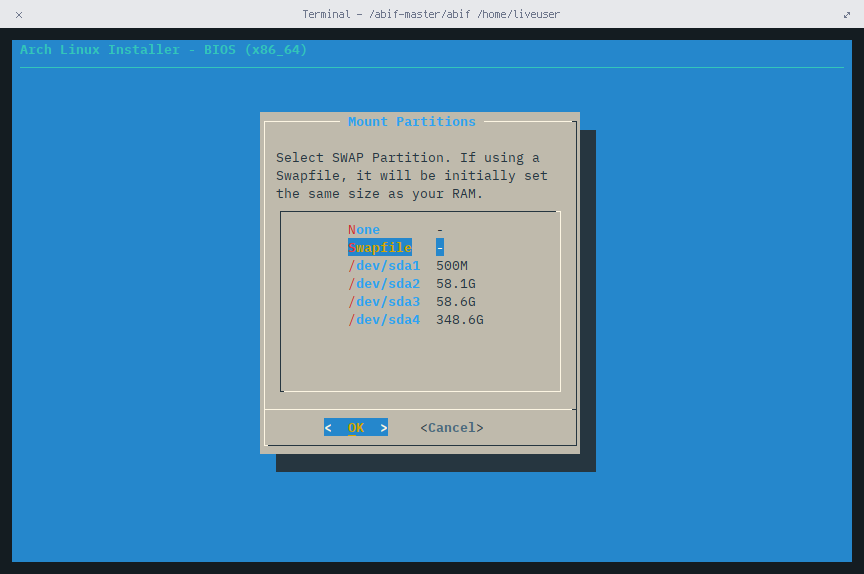 Terminal - /abif-master/abif /home/liveuser
Arch Linux Installer - BIOS (x86_64)
Mount Partitions
Select SWAP Partition. If using a
Swapfile, it will be initially set
the same size as your RAM.
None -
Swapfile -
/dev/sda1 500M
/dev/sda2 58.1G
/dev/sda3 58.6G
/dev/sda4 348.6G
< OK > <Cancel>